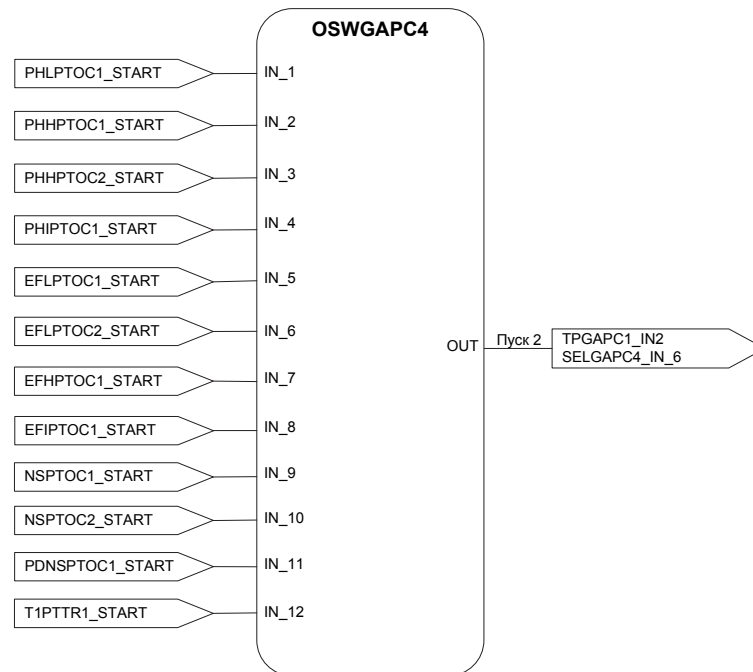 OSWGAPC4
PHLPTOC1_START IN_1
PHHPTOC1_START IN_2
PHHPTOC2_START IN_3
PHIPTOC1_START IN_4
EFLPTOC1_START IN_5
EFLPTOC2_START IN_6
OUT Пуск 2 TPGAPC1_IN2
SELGAPC4_IN_6
EFHPTOC1_START IN_7
EFIPTOC1_START IN_8
NSPTOC1_START IN_9
NSPTOC2_START IN_10
PDNSPTOC1_START IN_11
T1PTTR1_START IN_12